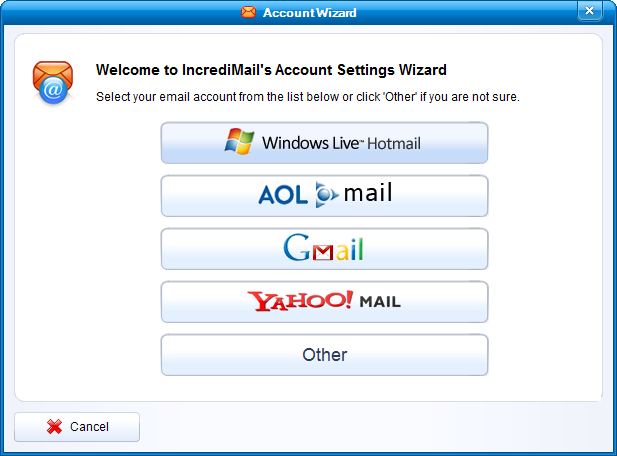 Account Wizard
Welcome to IncrediMail's Account Settings Wizard
Select your email account from the list below or click 'Other' if you are not sure.
Windows Live™ Hotmail
AOL mail
Gmail
YAHOO! MAIL
Other
Cancel